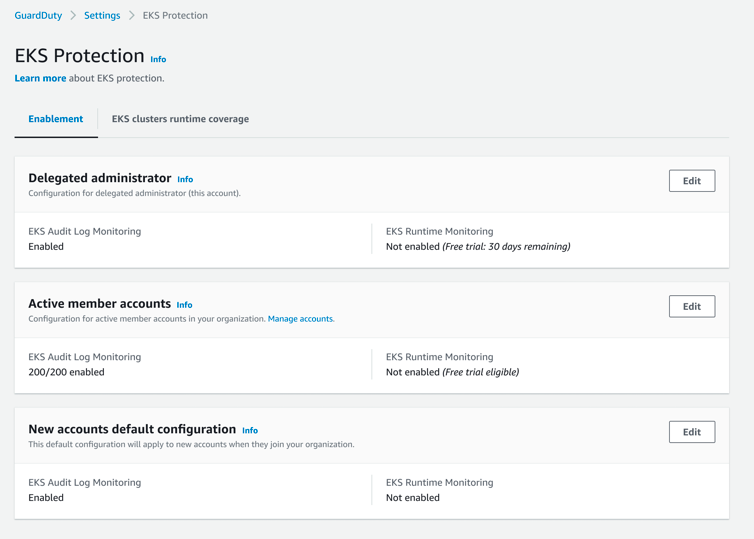 GuardDuty > Settings > EKS Protection
EKS Protection Info
Learn more about EKS protection.
Enablement EKS clusters runtime coverage
Delegated administrator Info
Edit
Configuration for delegated administrator (this account).
EKS Audit Log Monitoring EKS Runtime Monitoring
Enabled Not enabled (Free trial: 30 days remaining)
Active member accounts Info
Edit
Configuration for active member accounts in your organization. Manage accounts.
EKS Audit Log Monitoring EKS Runtime Monitoring
200/200 enabled Not enabled (Free trial eligible)
New accounts default configuration Info
Edit
This default configuration will apply to new accounts when they join your organization.
EKS Audit Log Monitoring EKS Runtime Monitoring
Enabled Not enabled